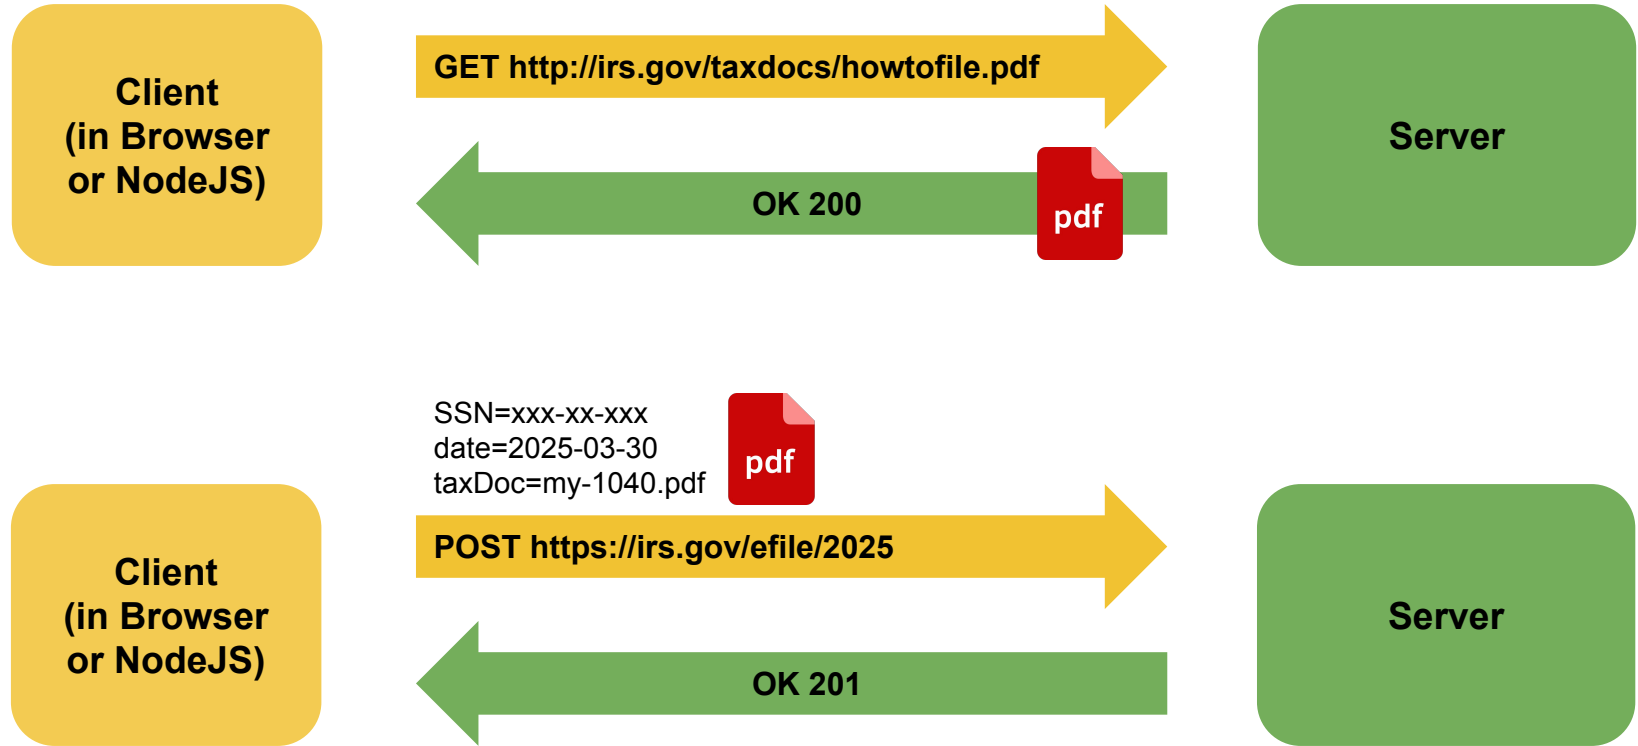 Client
(in Browser
or NodeJS)
GET http://irs.gov/taxdocs/howtofile.pdf
OK 200
pdf
Server
SSN=xxx-xx-xxx
date=2025-03-30
taxDoc=my-1040.pdf
pdf
Client
(in Browser
or NodeJS)
POST https://irs.gov/efile/2025
OK 201
Server